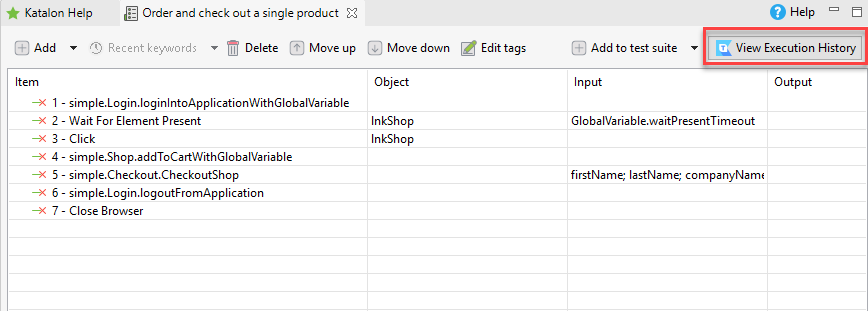 Katalon Help
Order and check out a single product
Help
Add
Recent keywords
Delete
Move up
Move down
Edit tags
Add to test suite
View Execution History
Item Object Input Output
1 - simple.Login.loginIntoApplicationWithGlobalVariable
2 - Wait For Element Present lnkShop GlobalVariable.waitPresentTimeout
3 - Click lnkShop
4 - simple.Shop.addToCartWithGlobalVariable
5 - simple.Checkout.CheckoutShop firstName; lastName; companyName
6 - simple.Login.logoutFromApplication
7 - Close Browser